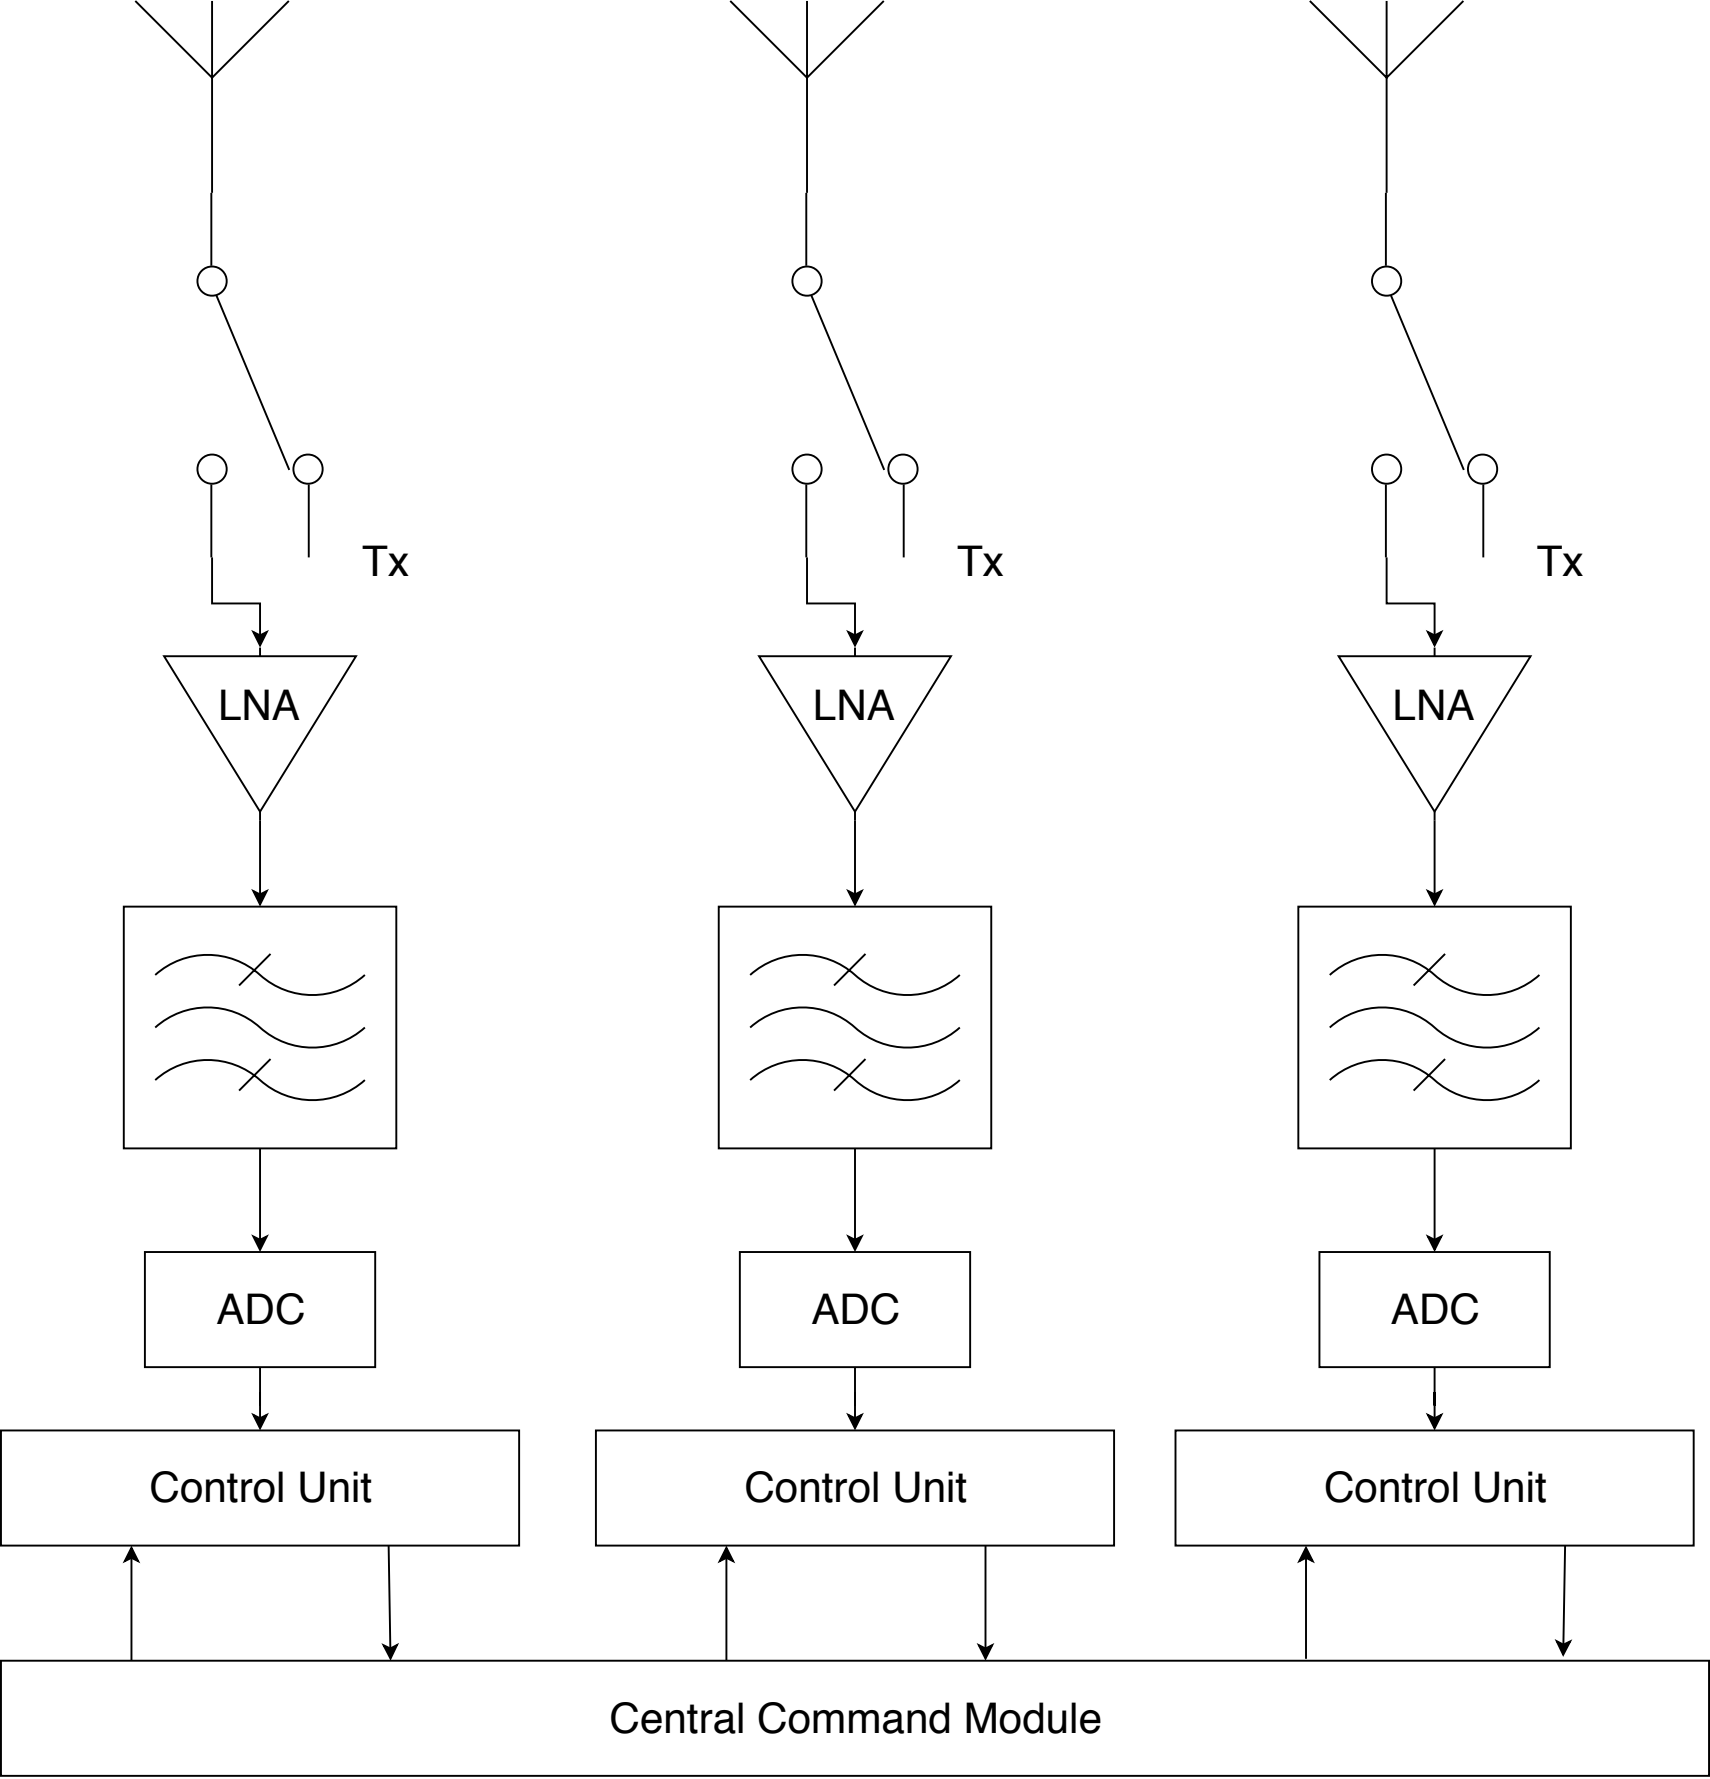 Tx
Tx
Tx
LNA
LNA
LNA
ADC
ADC
ADC
Control Unit
Control Unit
Control Unit
Central Command Module